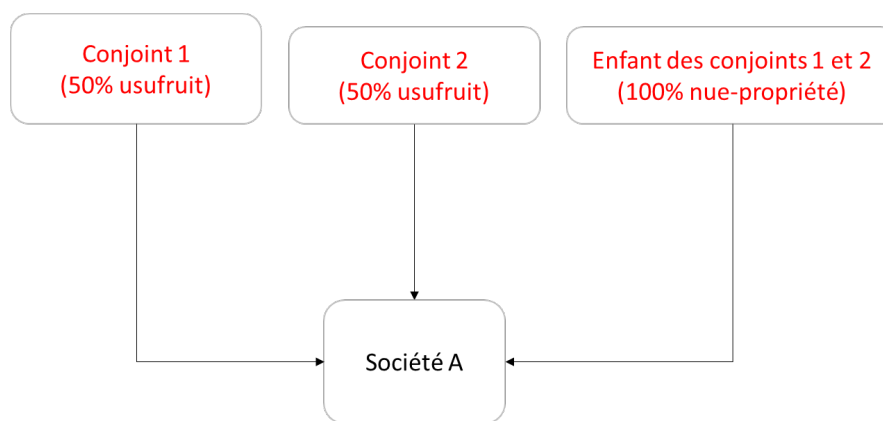 Conjoint 1
(50% usufruit)
Conjoint 2
(50% usufruit)
Enfant des conjoints 1 et 2
(100% nue-propriété)
Société A